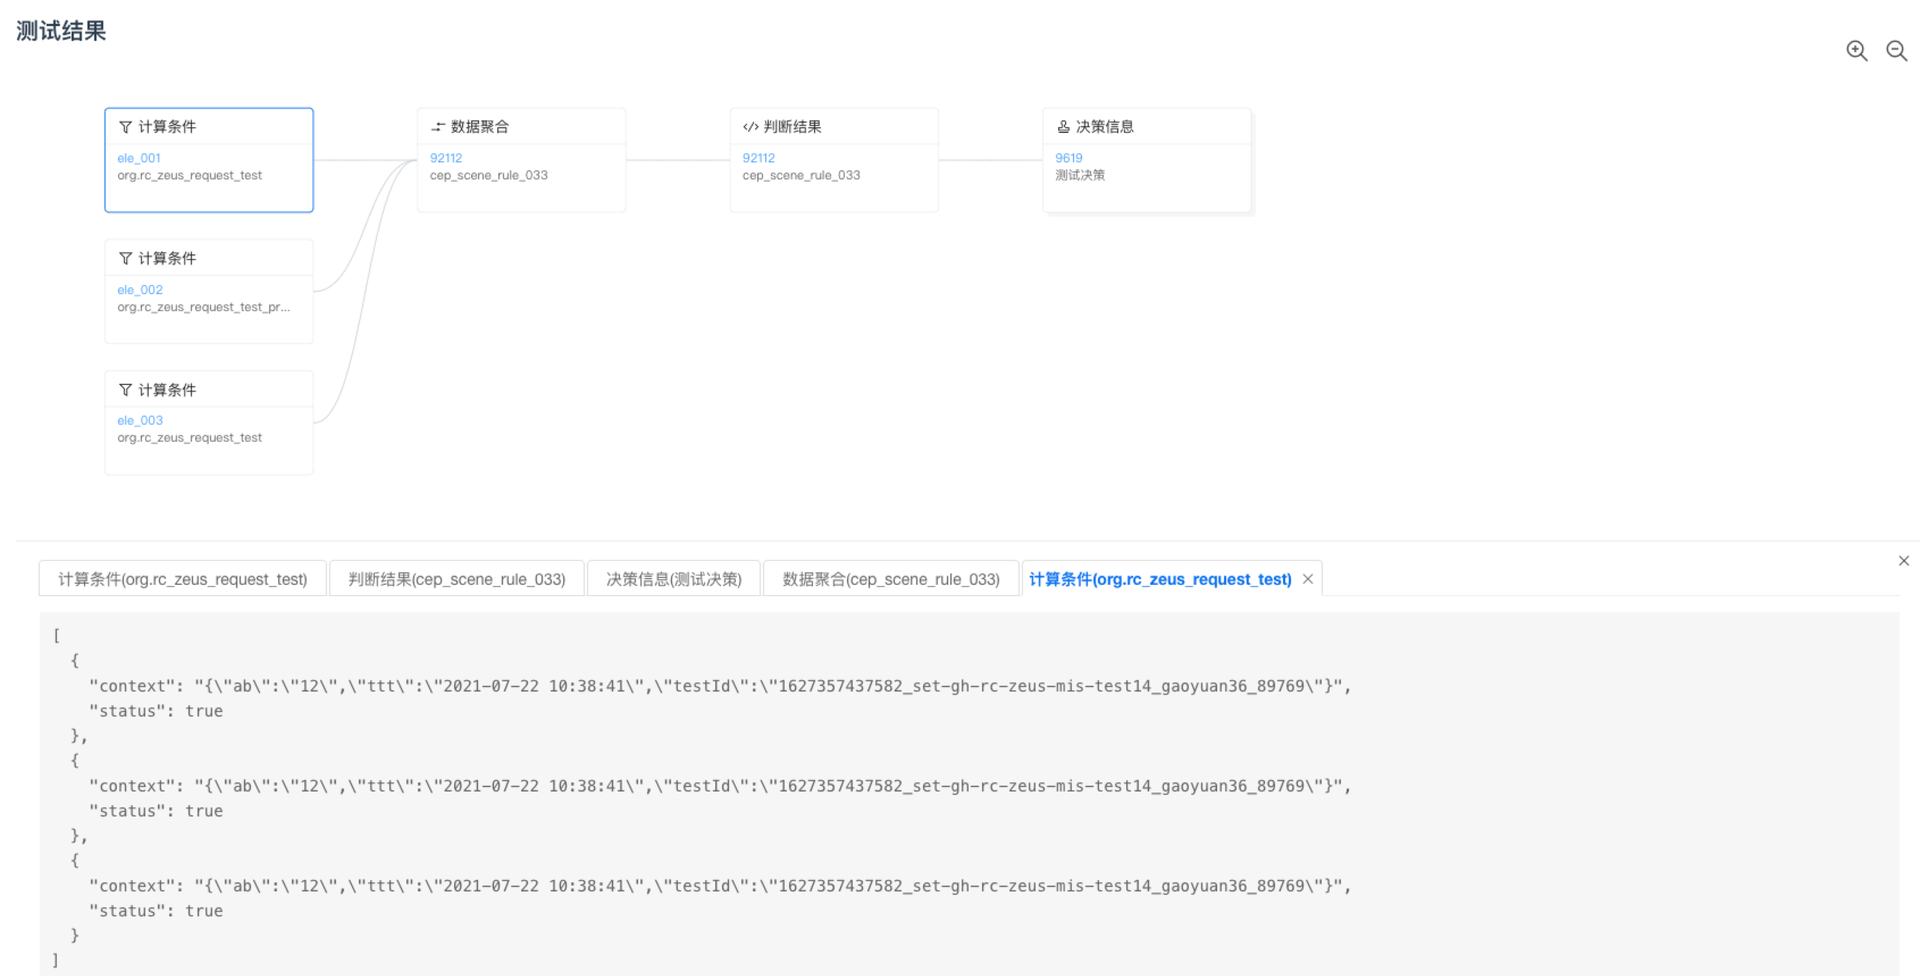 测试结果
计算条件
ele_001
org.rc_zeus_request_test
数据聚合
92112
cep_scene_rule_033
判断结果
92112
cep_scene_rule_033
决策信息
9619
测试决策
计算条件
ele_002
org.rc_zeus_request_test_pr...
计算条件
ele_003
org.rc_zeus_request_test
计算条件(org.rc_zeus_request_test)
判断结果(cep_scene_rule_033)
决策信息(测试决策)
数据聚合(cep_scene_rule_033)
计算条件(org.rc_zeus_request_test)
[
{
"context": "{\"ab\":\"12\",\"ttt\":\"2021-07-22 10:38:41\",\"testId\":\"1627357437582_set-gh-rc-zeus-mis-test14_gaoyuan36_89769\"}",
"status": true
},
{
"context": "{\"ab\":\"12\",\"ttt\":\"2021-07-22 10:38:41\",\"testId\":\"1627357437582_set-gh-rc-zeus-mis-test14_gaoyuan36_89769\"}",
"status": true
},
{
"context": "{\"ab\":\"12\",\"ttt\":\"2021-07-22 10:38:41\",\"testId\":\"1627357437582_set-gh-rc-zeus-mis-test14_gaoyuan36_89769\"}",
"status": true
}
]